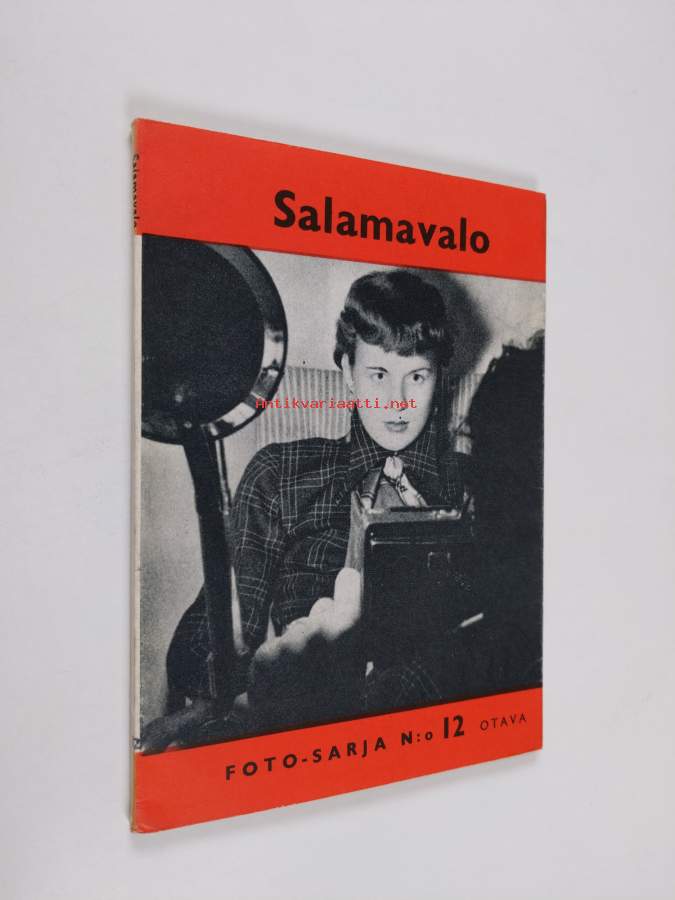 Salamavalo
Salamavalo
Antikvariaatti.net
FOTO-SARJA N:o 12 OTAVA